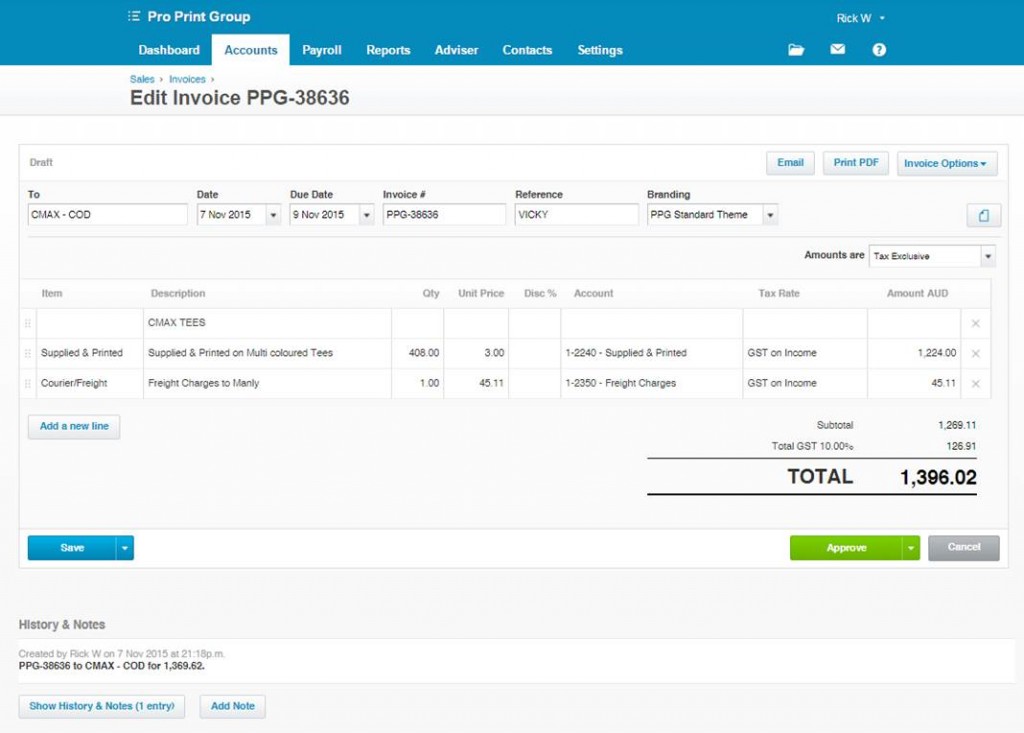 Pro Print Group
Rick W
Dashboard Accounts Payroll Reports Adviser Contacts Settings
?
Sales › Invoices ›
Edit Invoice PPG-38636
Draft
Email Print PDF Invoice Options
To Date Due Date Invoice # Reference Branding
CMAX - COD 7 Nov 2015 9 Nov 2015 PPG-38636 VICKY PPG Standard Theme
Amounts are Tax Exclusive
Item Description Qty Unit Price Disc % Account Tax Rate Amount AUD
CMAX TEES
Supplied & Printed Supplied & Printed on Multi coloured Tees 408.00 3.00 1-2240 - Supplied & Printed GST on Income 1,224.00
Courier/Freight Freight Charges to Manly 1.00 45.11 1-2350 - Freight Charges GST on Income 45.11
Add a new line
Subtotal 1,269.11
Total GST 10.00% 126.91
TOTAL 1,396.02
Save Approve Cancel
History & Notes
Created by Rick W on 7 Nov 2015 at 21:18p.m.
PPG-38636 to CMAX - COD for 1,369.62.
Show History & Notes (1 entry) Add Note